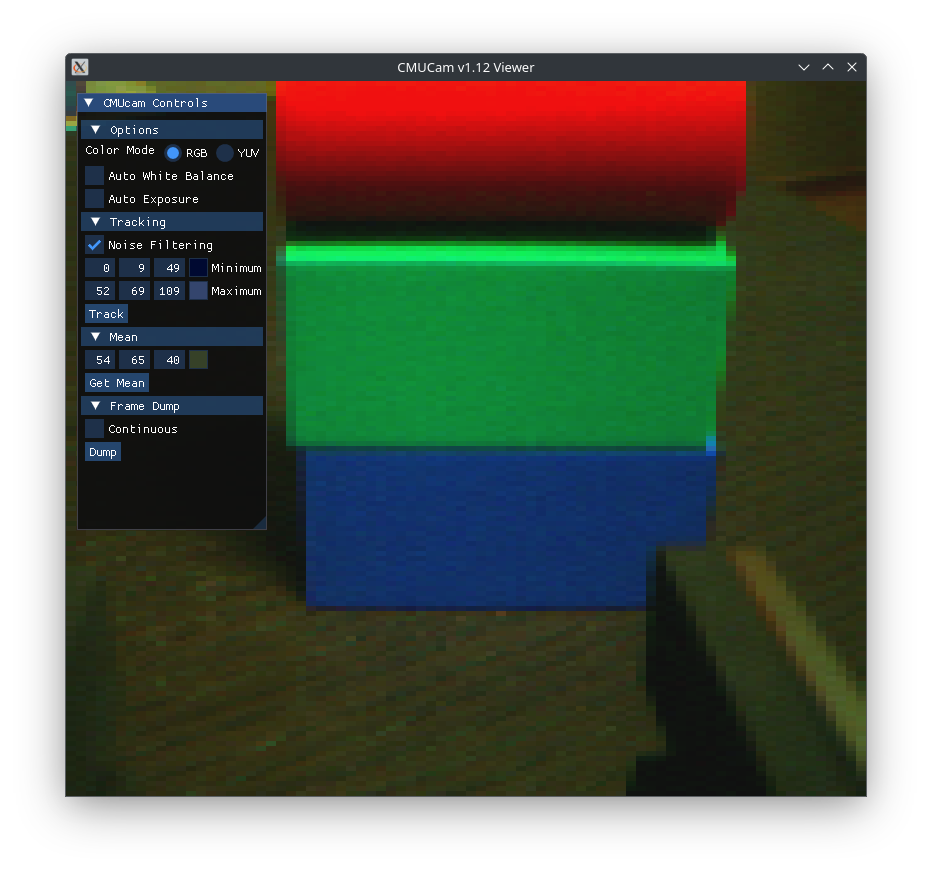 CMUCam v1.12 Viewer
CMUcam Controls
Options
Color Mode RGB YUV
Auto White Balance
Auto Exposure
Tracking
Noise Filtering
0 9 49 Minimum
52 69 109 Maximum
Track
Mean
54 65 40
Get Mean
Frame Dump
Continuous
Dump